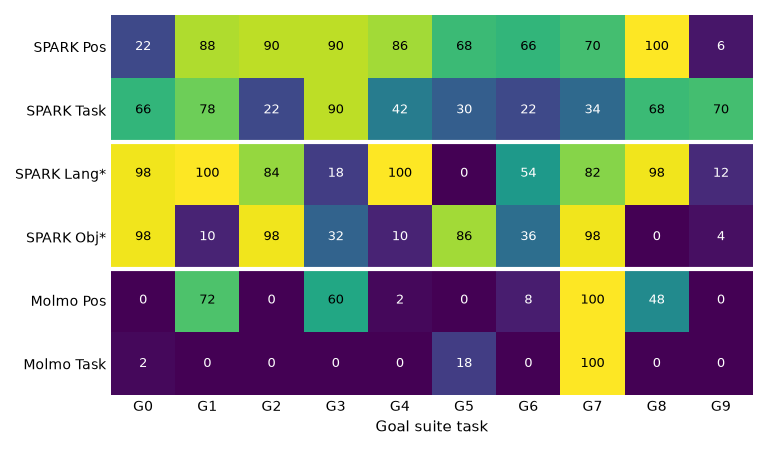 SPARK Pos 22 88 90 90 86 68 66 70 100 6
SPARK Task 66 78 22 90 42 30 22 34 68 70
SPARK Lang* 98 100 84 18 100 0 54 82 98 12
SPARK Obj* 98 10 98 32 10 86 36 98 0 4
Molmo Pos 0 72 0 60 2 0 8 100 48 0
Molmo Task 2 0 0 0 0 18 0 100 0 0
G0 G1 G2 G3 G4 G5 G6 G7 G8 G9
Goal suite task